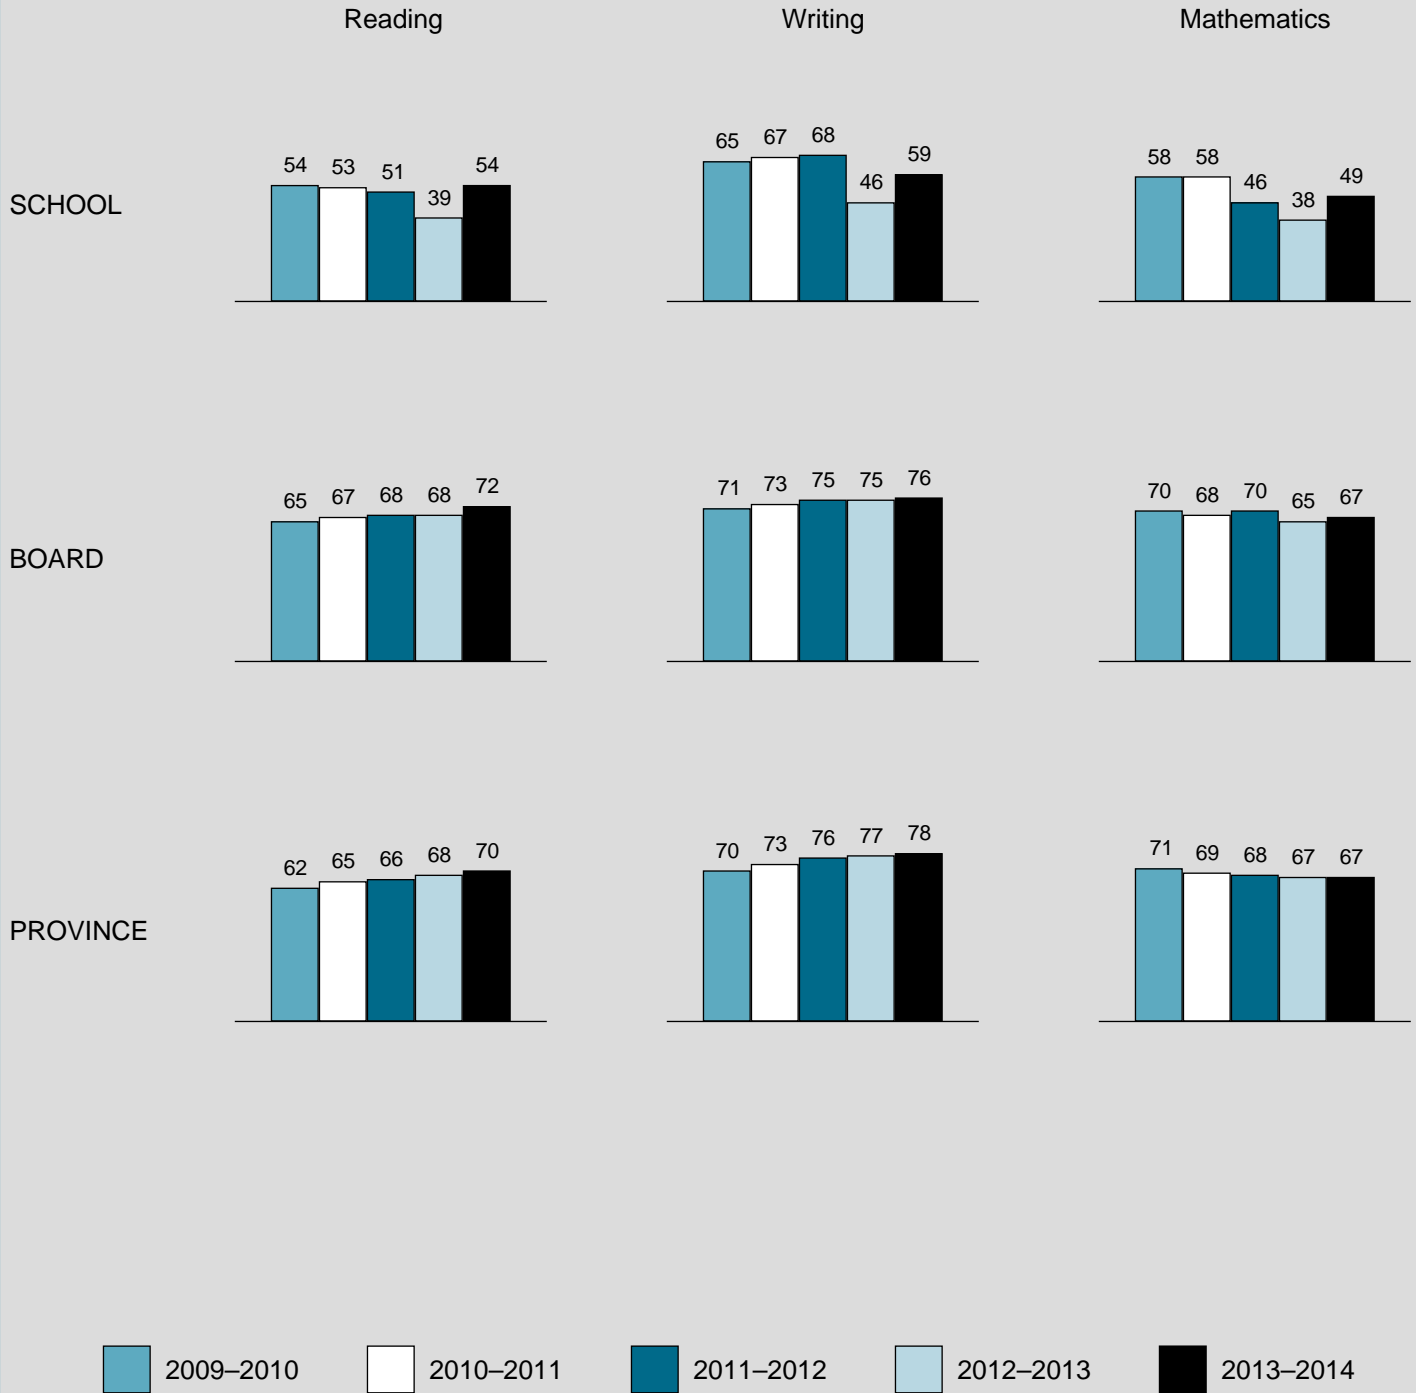 Reading Writing Mathematics
SCHOOL
54 53 51 39 54
65 67 68 46 59
58 58 46 38 49
BOARD
65 67 68 68 72
71 73 75 75 76
70 68 70 65 67
PROVINCE
62 65 66 68 70
70 73 76 77 78
71 69 68 67 67
2009–2010 2010–2011 2011–2012 2012–2013 2013–2014